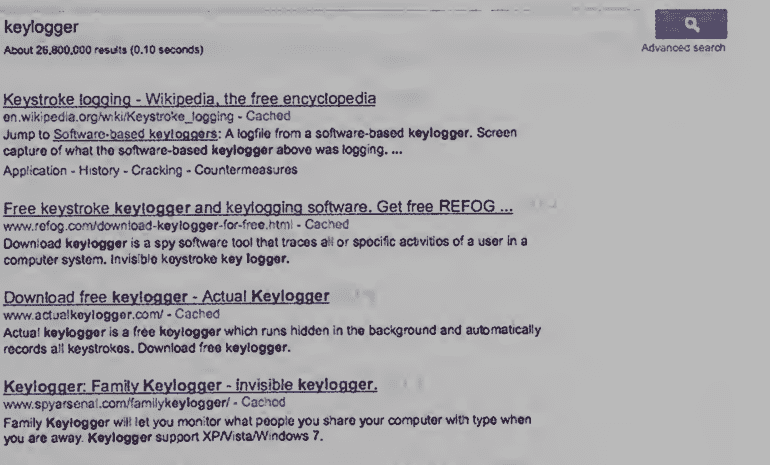 keylogger
About 26,800,000 results (0.10 seconds)
Advanced search
Keystroke logging - Wikipedia, the free encyclopedia
en.wikipedia.org/wiki/Keystroke_logging - Cached
Jump to Software-based keyloggers: A logfile from a software-based keylogger. Screen
capture of what the software-based keylogger above was logging. ...
Application - History - Cracking - Countermeasures
Free keystroke keylogger and keylogging software. Get free REFOG ...
www.refog.com/download-keylogger-for-free.html - Cached
Download keylogger is a spy software tool that traces all or specific activities of a user in a
computer system. Invisible keystroke key logger.
Download free keylogger - Actual Keylogger
www.actualkeylogger.com/ - Cached
Actual keylogger is a free keylogger which runs hidden in the background and automatically
records all keystrokes. Download free keylogger.
Keylogger: Family Keylogger - invisible keylogger.
www.spyarsenal.com/familykeylogger/ - Cached
Family Keylogger will let you monitor what people you share your computer with type when
you are away. Keylogger support XP/Vista/Windows 7.